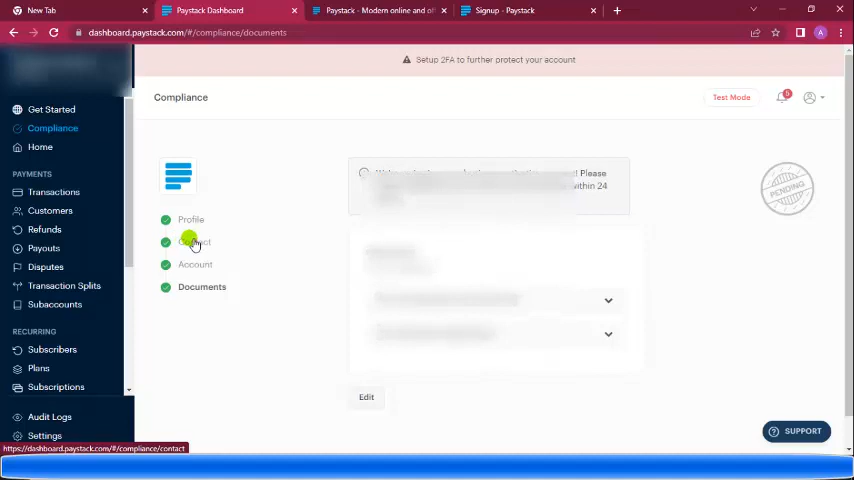 New Tab
Paystack Dashboard
Paystack - Modern online and of
Signup - Paystack
dashboard.paystack.com/#/compliance/documents
A
Setup 2FA to further protect your account
Get Started
Compliance
Home
PAYMENTS
Transactions
Customers
Refunds
Payouts
Disputes
Transaction Splits
Subaccounts
RECURRING
Subscribers
Plans
Subscriptions
Audit Logs
Settings
Compliance
Test Mode
5
Profile
Contact
Account
Documents
Please
within 24
PENDING
Edit
SUPPORT
https://dashboard.paystack.com/#/compliance/contact